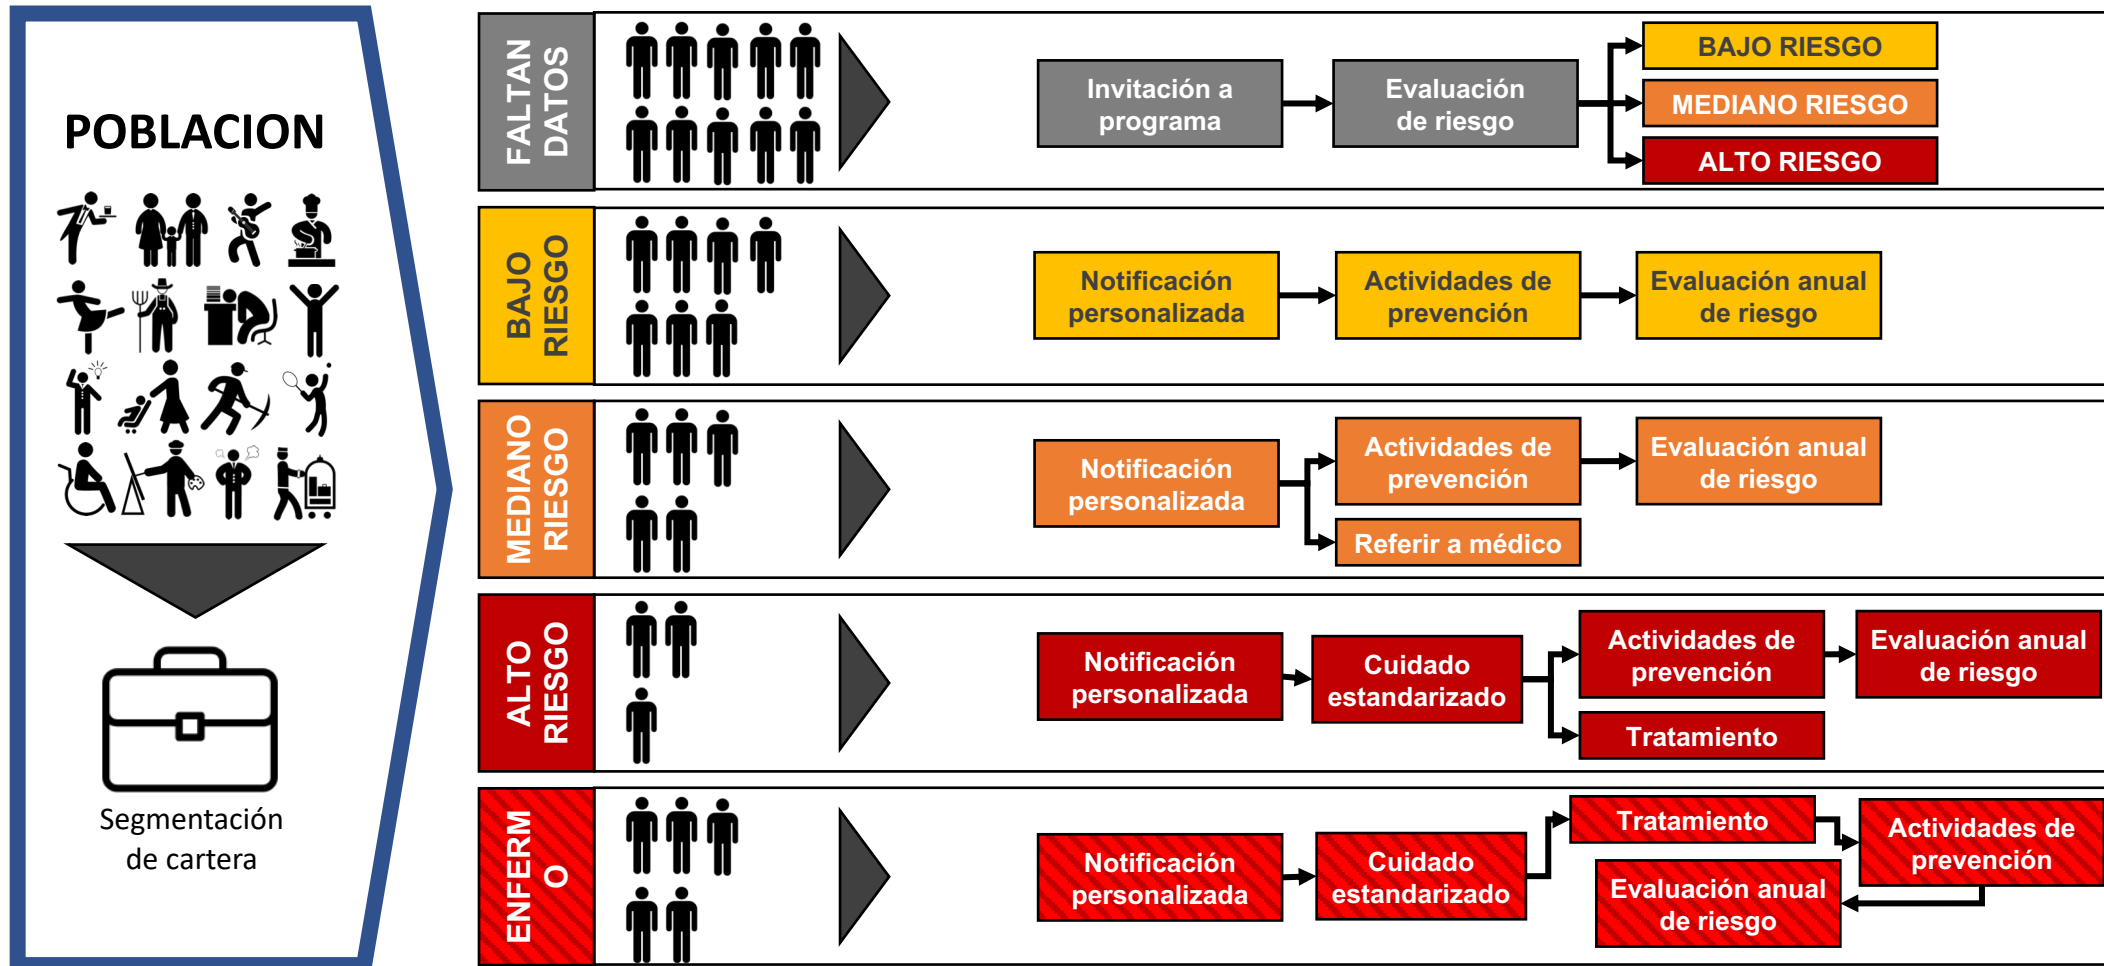 POBLACION
Segmentación
de cartera
FALTAN
DATOS
Invitación a
programa
Evaluación
de riesgo
BAJO RIESGO
MEDIANO RIESGO
ALTO RIESGO
BAJO
RIESGO
Notificación
personalizada
Actividades de
prevención
Evaluación anual
de riesgo
MEDIANO
RIESGO
Notificación
personalizada
Actividades de
prevención
Evaluación anual
de riesgo
Referir a médico
ALTO
RIESGO
Notificación
personalizada
Cuidado
estandarizado
Actividades de
prevención
Evaluación anual
de riesgo
Tratamiento
ENFERM
O
Notificación
personalizada
Cuidado
estandarizado
Tratamiento
Actividades de
prevención
Evaluación anual
de riesgo